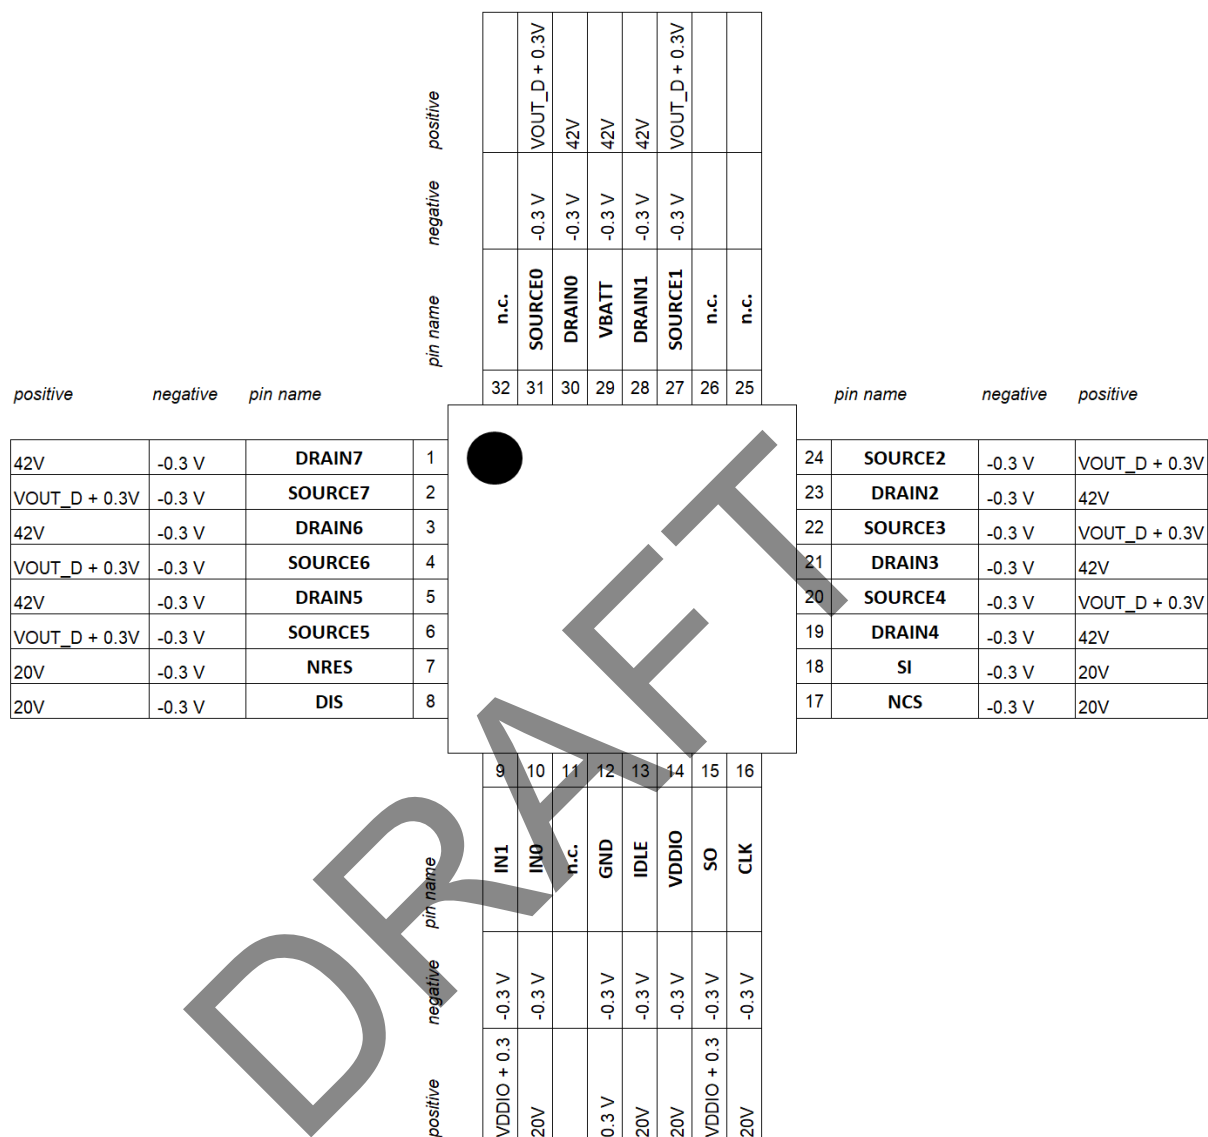 positive
VOUT_D + 0.3V
42V
42V
42V
VOUT_D + 0.3V
negative
-0.3 V
-0.3 V
-0.3 V
-0.3 V
-0.3 V
pin name
n.c.
SOURCE0
DRAIN0
VBATT
DRAIN1
SOURCE1
n.c.
n.c.
32 31 30 29 28 27 26 25
positive negative pin name
42V -0.3 V DRAIN7 1
VOUT_D + 0.3V -0.3 V SOURCE7 2
42V -0.3 V DRAIN6 3
VOUT_D + 0.3V -0.3 V SOURCE6 4
42V -0.3 V DRAIN5 5
VOUT_D + 0.3V -0.3 V SOURCE5 6
20V -0.3 V NRES 7
20V -0.3 V DIS 8
pin name negative positive
24 SOURCE2 -0.3 V VOUT_D + 0.3V
23 DRAIN2 -0.3 V 42V
22 SOURCE3 -0.3 V VOUT_D + 0.3V
21 DRAIN3 -0.3 V 42V
20 SOURCE4 -0.3 V VOUT_D + 0.3V
19 DRAIN4 -0.3 V 42V
18 SI -0.3 V 20V
17 NCS -0.3 V 20V
9 10 11 12 13 14 15 16
pin name
IN1
IN0
n.c.
GND
IDLE
VDDIO
SO
CLK
negative
-0.3 V
-0.3 V
-0.3 V
-0.3 V
-0.3 V
-0.3 V
-0.3 V
positive
VDDIO + 0.3
20V
0.3 V
20V
20V
VDDIO + 0.3
20V
DRAFT